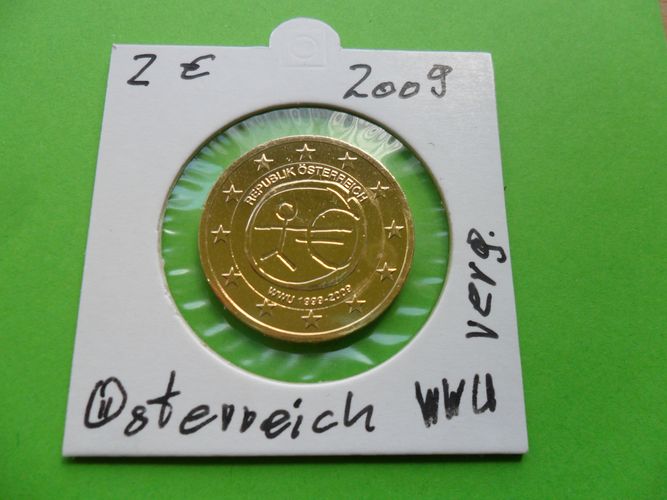 2 € 2009
REPUBLIK ÖSTERREICH
WWU 1999-2009
verg.
Österreich WWU